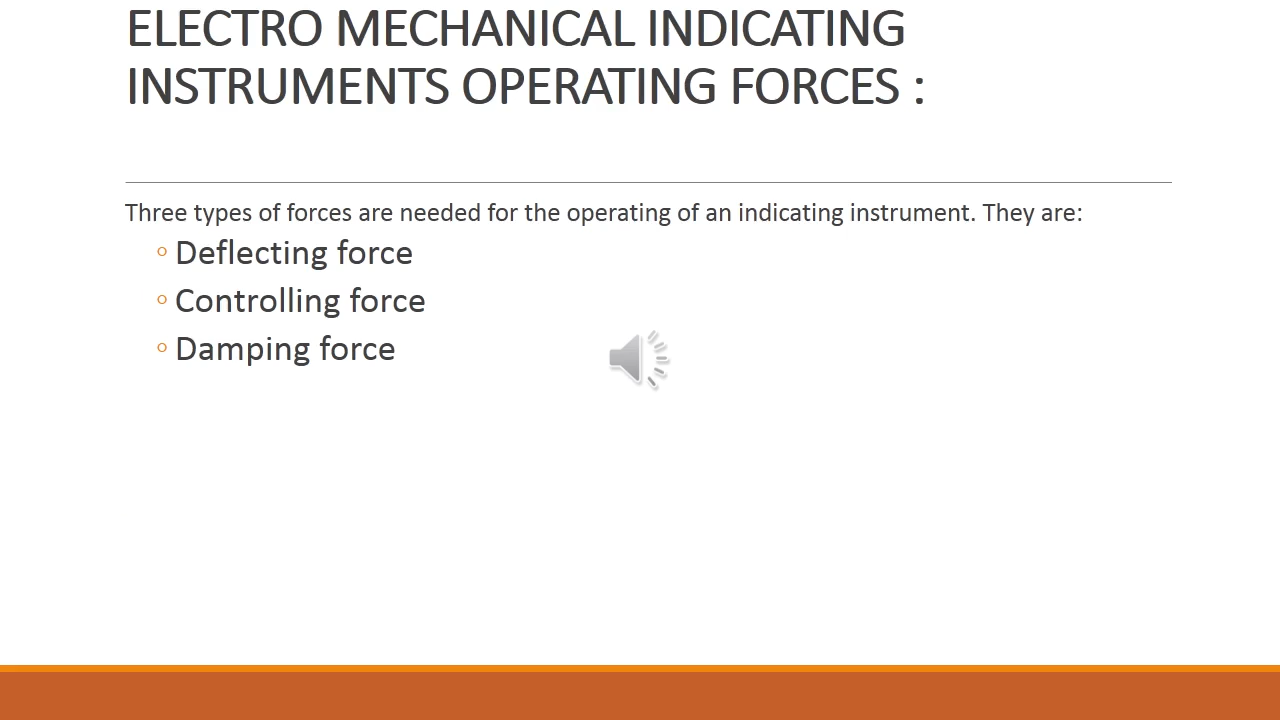 ELECTRO MECHANICAL INDICATING
INSTRUMENTS OPERATING FORCES :
Three types of forces are needed for the operating of an indicating instrument. They are:
Deflecting force
Controlling force
Damping force